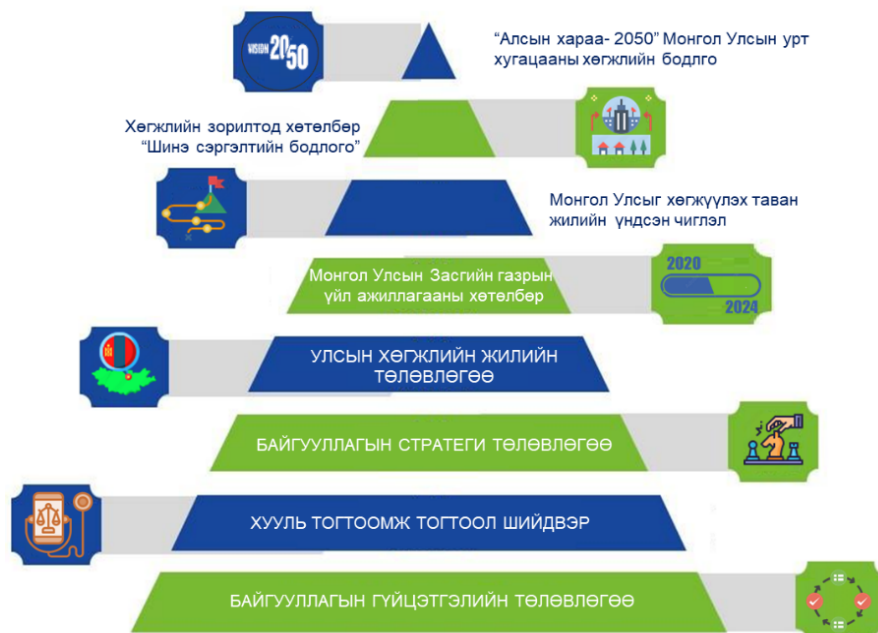 VISION 2050
"Алсын хараа- 2050" Монгол Улсын урт
хугацааны хөгжлийн бодлго
Хөгжлийн зорилтод хөтөлбөр
"Шинэ сэргэлтийн бодлого"
Монгол Улсыг хөгжүүлэх таван
жилийн үндсэн чиглэл
Монгол Улсын Засгийн газрын
үйл ажиллагааны хөтөлбөр
2020
2024
УЛСЫН ХӨГЖЛИЙН ЖИЛИЙН
ТӨЛӨВЛӨГӨӨ
БАЙГУУЛЛАГЫН СТРАТЕГИ ТӨЛӨВЛӨГӨӨ
ХУУЛЬ ТОГТООМЖ ТОГТООЛ ШИЙДВЭР
БАЙГУУЛЛАГЫН ГҮЙЦЭТГЭЛИЙН ТӨЛӨВЛӨГӨӨ